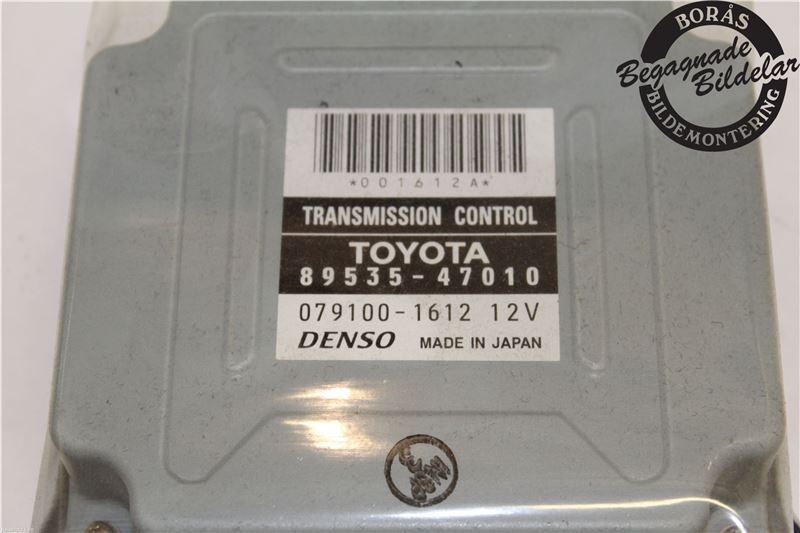 BORÅS
Begagnade
Bildelar
BILDEMONTERING
*001612A*
TRANSMISSION CONTROL
TOYOTA
89535-47010
079100-1612 12V
DENSO MADE IN JAPAN